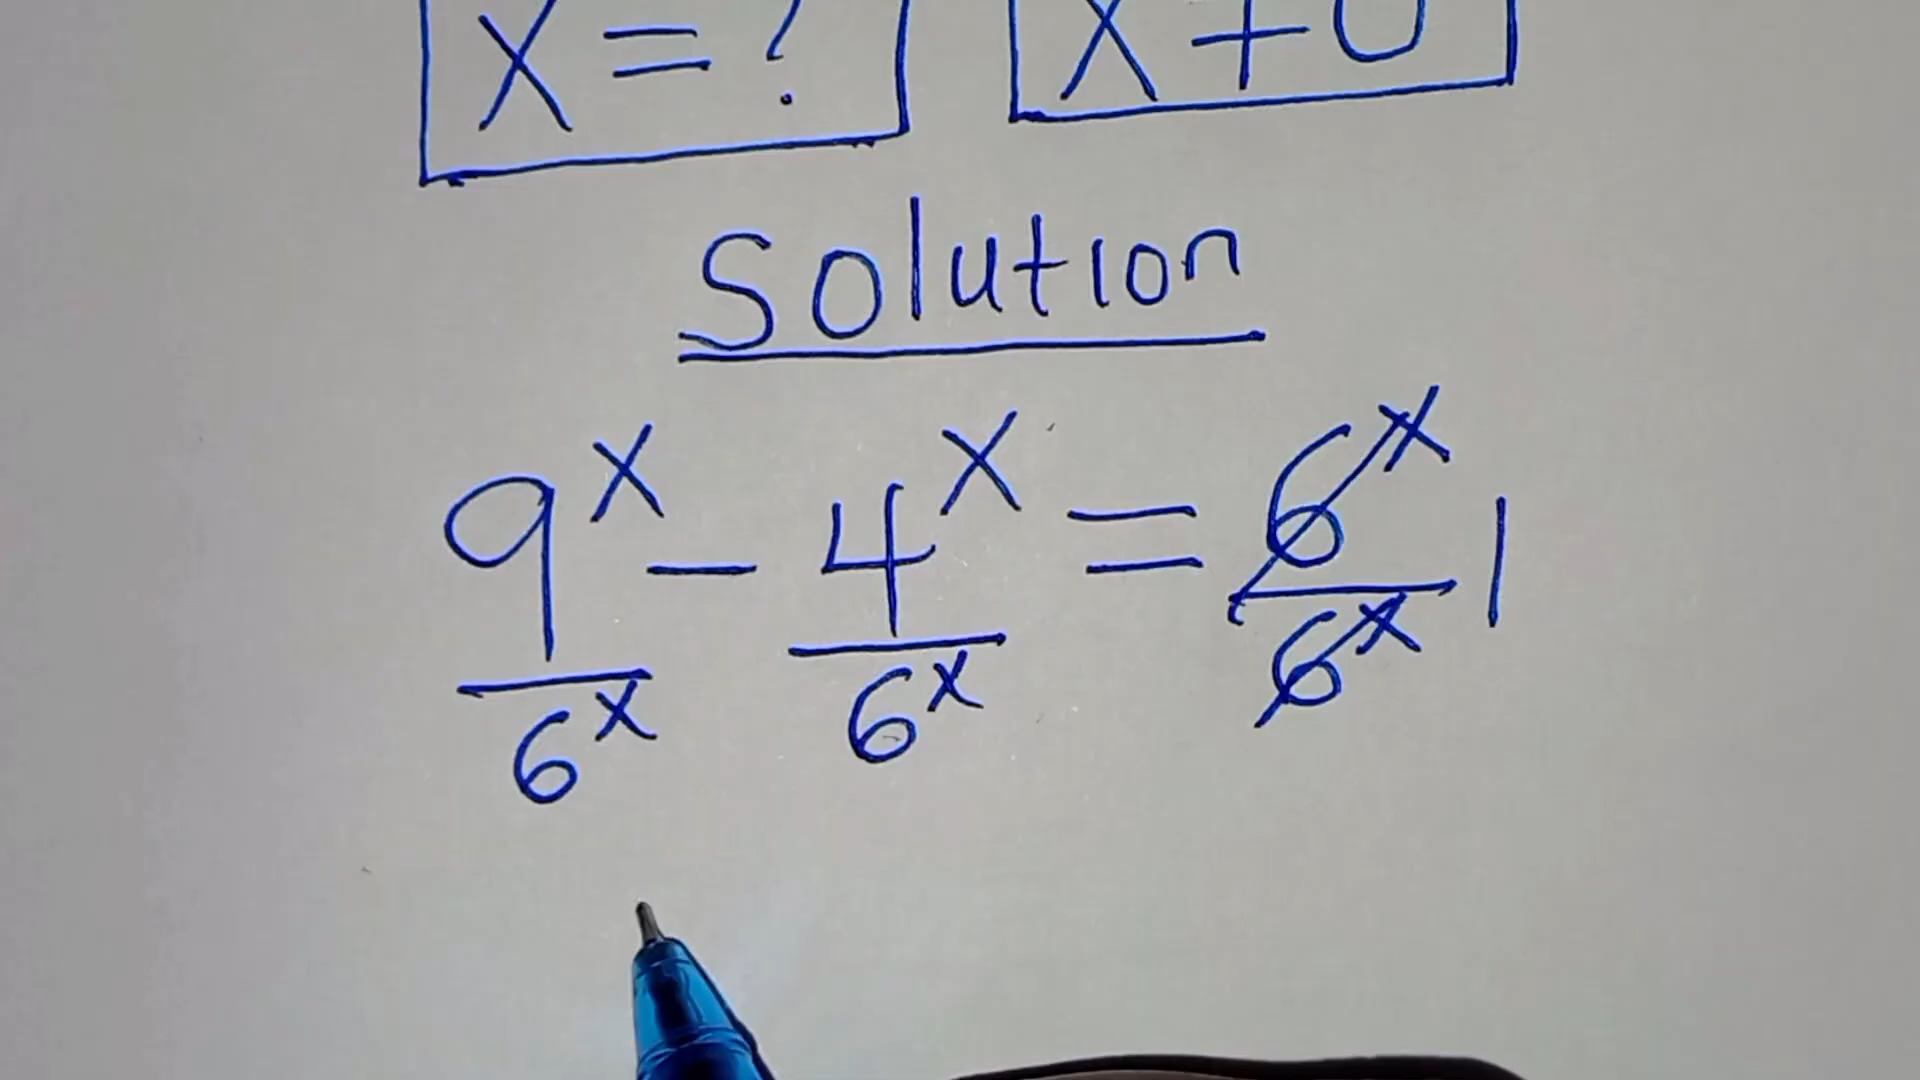 x = ? x ≠ 0
Solution
9^x/6^x - 4^x/6^x = 6^x/6^x 1